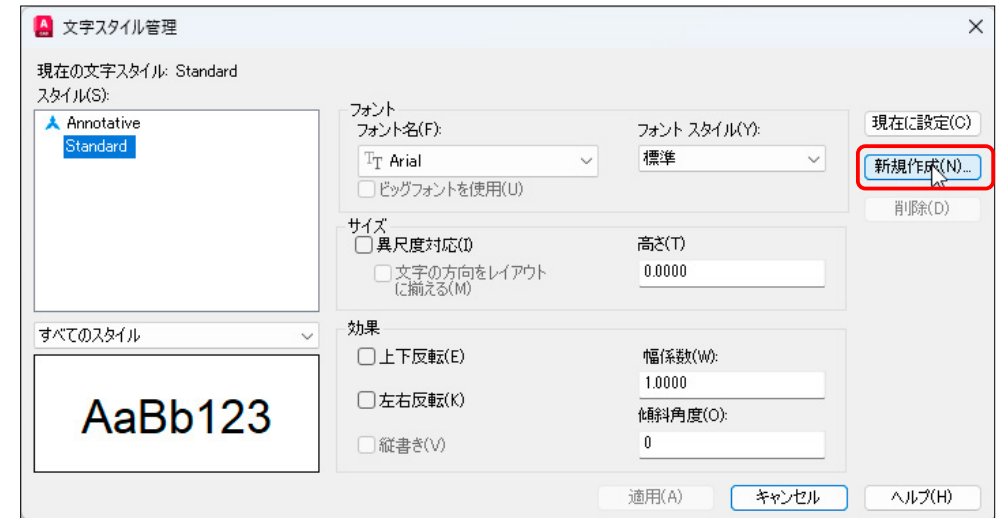 文字スタイル管理
現在の文字スタイル: Standard
スタイル(S):
Annotative
Standard
すべてのスタイル
AaBb123
フォント
フォント名(F):
Arial
ビッグフォントを使用(U)
フォント スタイル(Y):
標準
サイズ
異尺度対応(I)
文字の方向をレイアウト
に揃える(M)
高さ(T)
0.0000
効果
上下反転(E)
左右反転(K)
縦書き(V)
幅係数(W):
1.0000
傾斜角度(O):
0
現在に設定(C)
新規作成(N)...
削除(D)
適用(A)
キャンセル
ヘルプ(H)